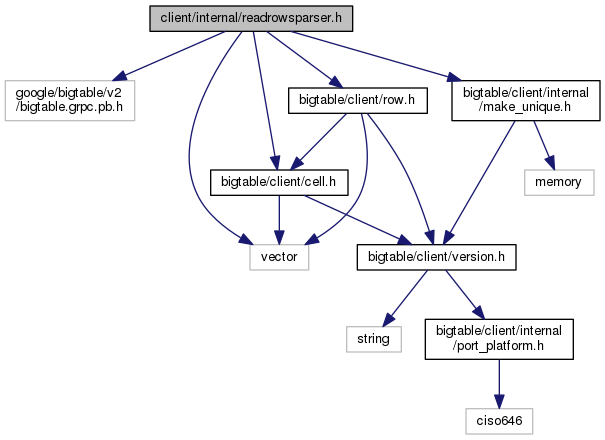 client/internal/readrowsparser.h
google/bigtable/v2
/bigtable.grpc.pb.h
bigtable/client/row.h
bigtable/client/internal
/make_unique.h
bigtable/client/cell.h
memory
vector
bigtable/client/version.h
string
bigtable/client/internal
/port_platform.h
ciso646